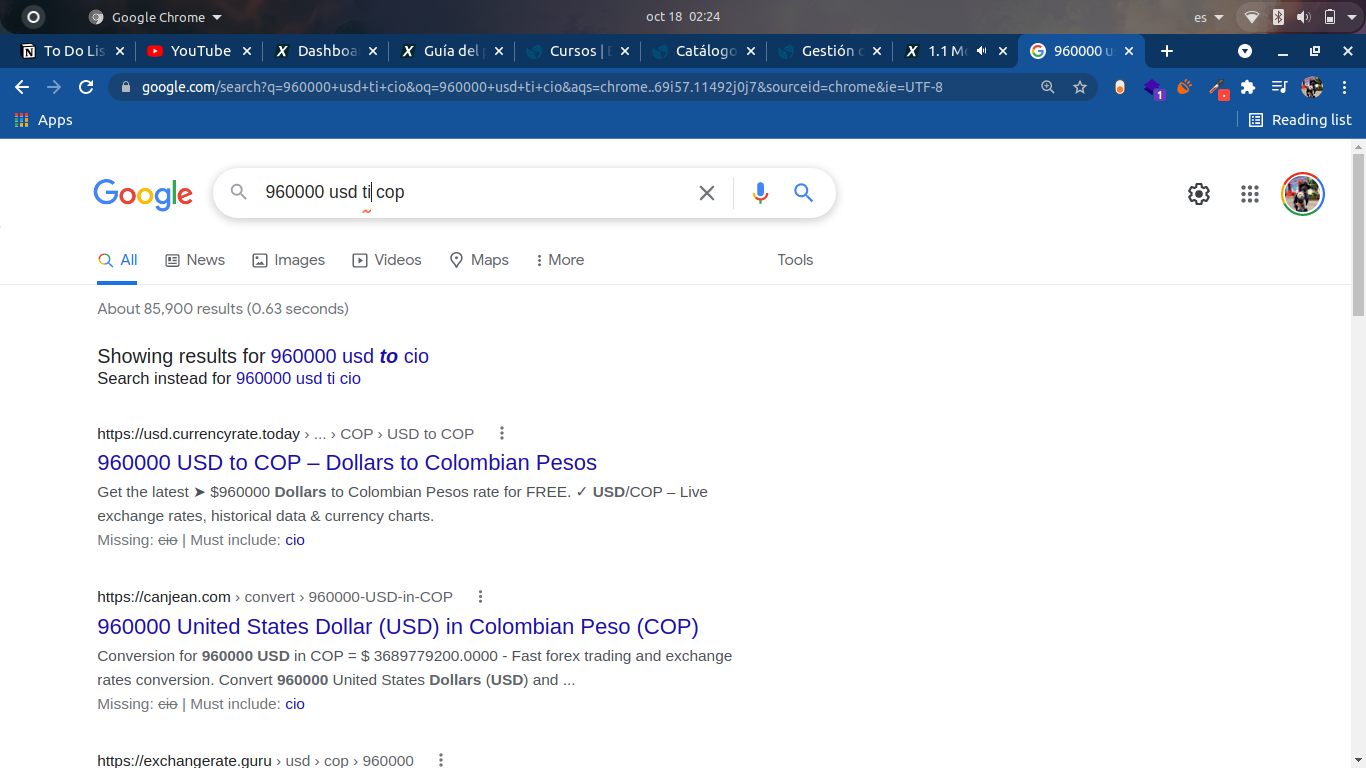 Google Chrome
oct 18 02:24
es
To Do Lis
YouTube
Dashboa
Guía del
Cursos | E
Catálogo
Gestión
1.1 Mo
960000 u
google.com/search?q=960000+usd+ti+cio&oq=960000+usd+ti+cio&aqs=chrome..69i57.11492j0j7&sourceid=chrome&ie=UTF-8
1
Apps
Reading list
Google
960000 usd ti cop
All
News
Images
Videos
Maps
More
Tools
About 85,900 results (0.63 seconds)
Showing results for 960000 usd to cio
Search instead for 960000 usd ti cio
https://usd.currencyrate.today › ... › COP › USD to COP
960000 USD to COP – Dollars to Colombian Pesos
Get the latest ➤ $960000 Dollars to Colombian Pesos rate for FREE. ✓ USD/COP – Live
exchange rates, historical data & currency charts.
Missing: cio | Must include: cio
https://canjean.com › convert › 960000-USD-in-COP
960000 United States Dollar (USD) in Colombian Peso (COP)
Conversion for 960000 USD in COP = $ 3689779200.0000 - Fast forex trading and exchange
rates conversion. Convert 960000 United States Dollars (USD) and ...
Missing: cio | Must include: cio
https://exchangerate.guru › usd › cop › 960000